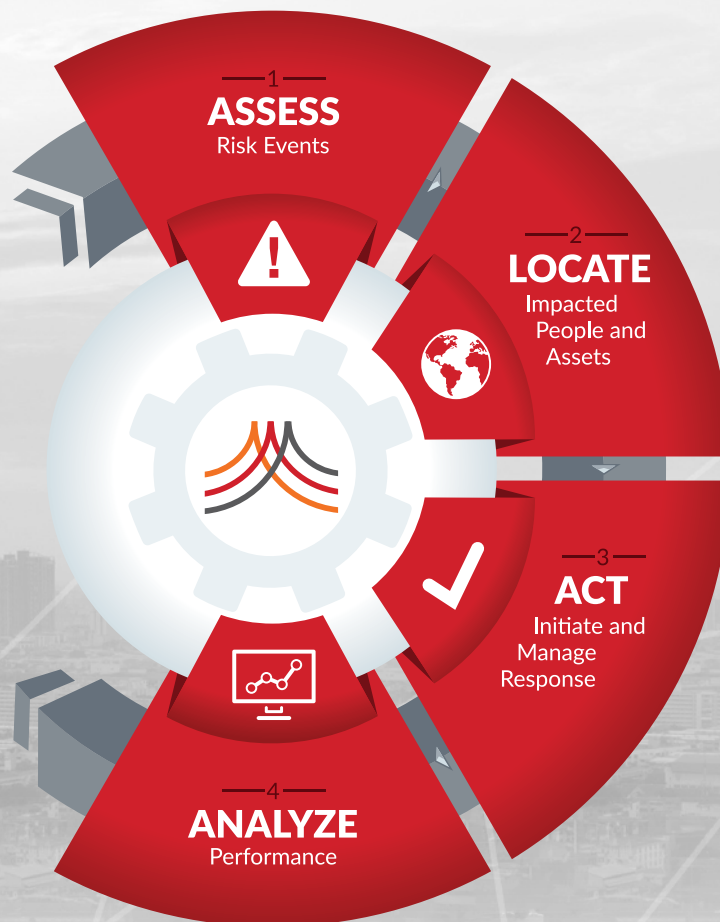 1
ASSESS
Risk Events
2
LOCATE
Impacted
People and
Assets
3
ACT
Initiate and
Manage
Response
4
ANALYZE
Performance